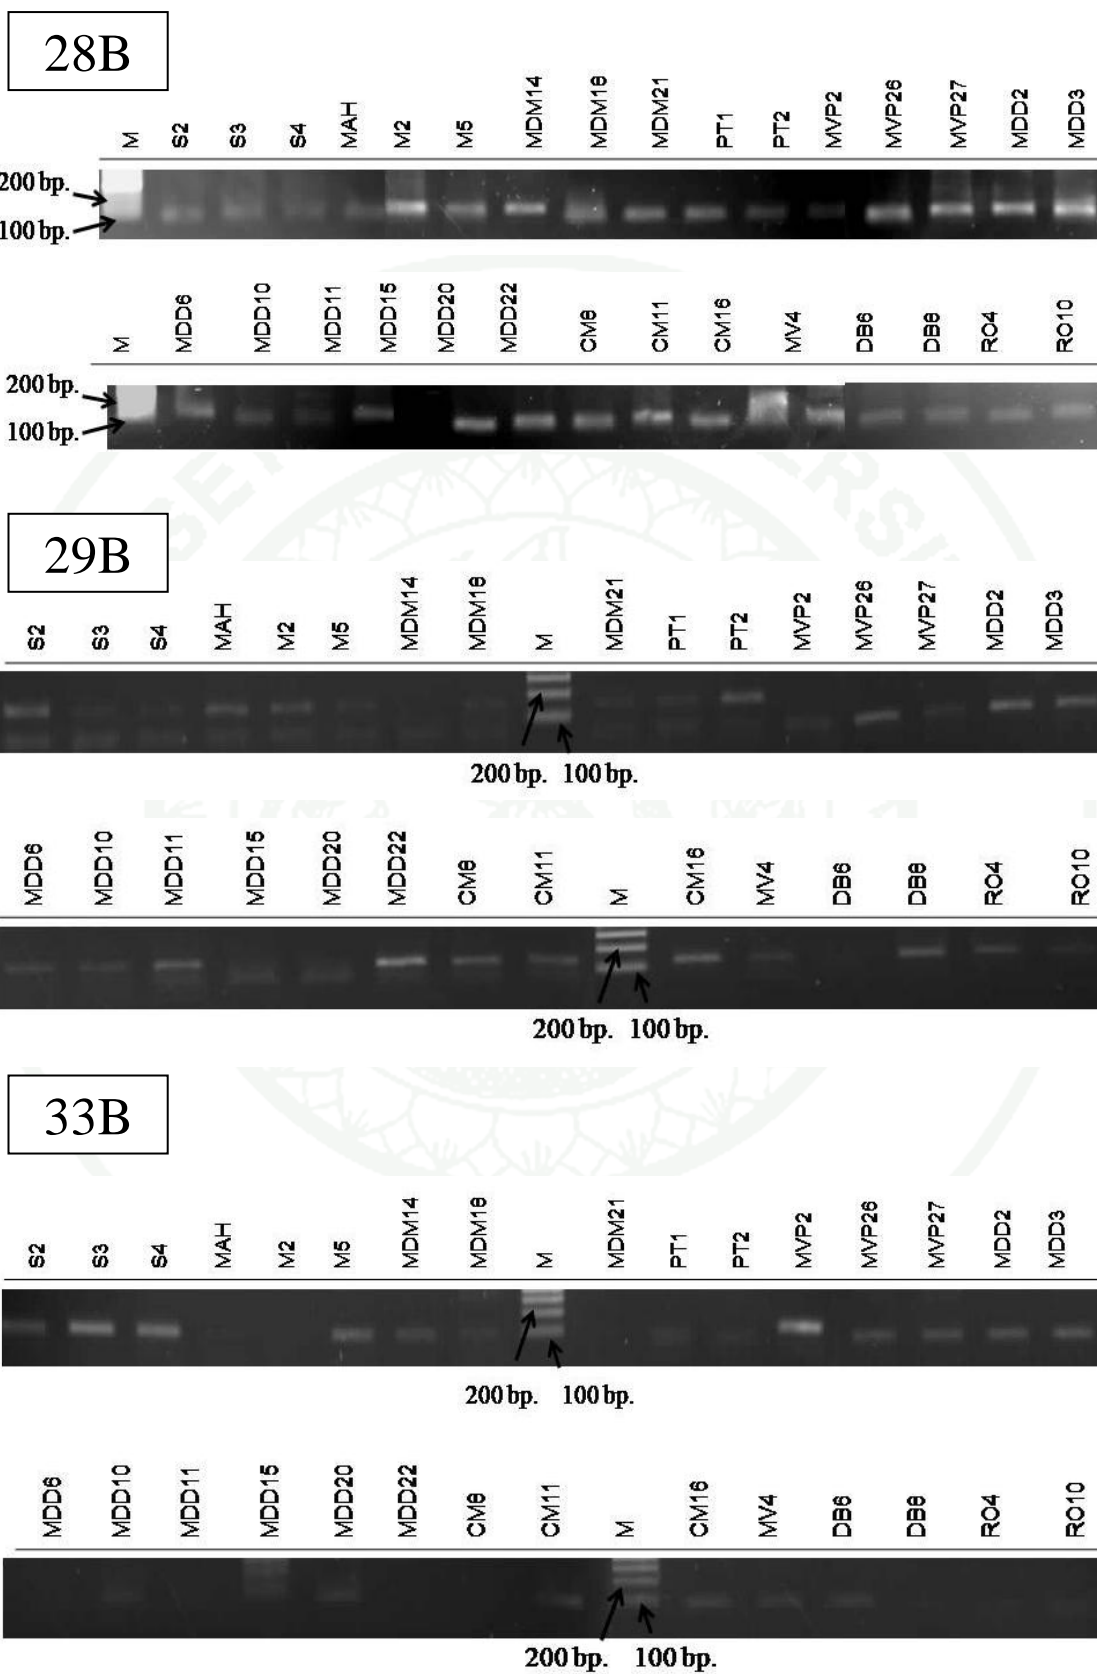 28B
M S2 S3 S4 MAH M2 M5 MDM14 MDM18 MDM21 PT1 PT2 MVP2 MVP26 MVP27 MDD2 MDD3
200 bp.
100 bp.
M MDD6 MDD10 MDD11 MDD15 MDD20 MDD22 CM8 CM11 CM16 MV4 DB6 DB8 RO4 RO10
200 bp.
100 bp.
29B
S2 S3 S4 MAH M2 M5 MDM14 MDM18 M MDM21 PT1 PT2 MVP2 MVP26 MVP27 MDD2 MDD3
200 bp. 100 bp.
MDD6 MDD10 MDD11 MDD15 MDD20 MDD22 CM8 CM11 M CM16 MV4 DB6 DB8 RO4 RO10
200 bp. 100 bp.
33B
S2 S3 S4 MAH M2 M5 MDM14 MDM18 M MDM21 PT1 PT2 MVP2 MVP26 MVP27 MDD2 MDD3
200 bp. 100 bp.
MDD6 MDD10 MDD11 MDD15 MDD20 MDD22 CM8 CM11 M CM16 MV4 DB6 DB8 RO4 RO10
200 bp. 100 bp.